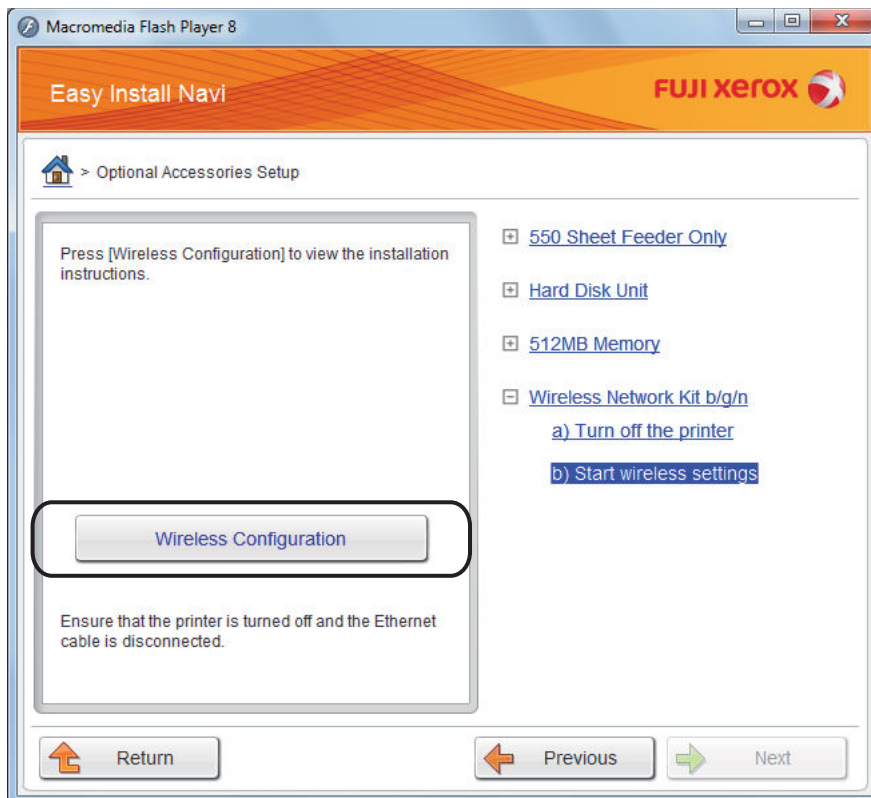 Macromedia Flash Player 8
Easy Install Navi
FUJI xerox
> Optional Accessories Setup
Press [Wireless Configuration] to view the installation
instructions.
Wireless Configuration
Ensure that the printer is turned off and the Ethernet
cable is disconnected.
550 Sheet Feeder Only
Hard Disk Unit
512MB Memory
Wireless Network Kit b/g/n
a) Turn off the printer
b) Start wireless settings
Return
Previous
Next